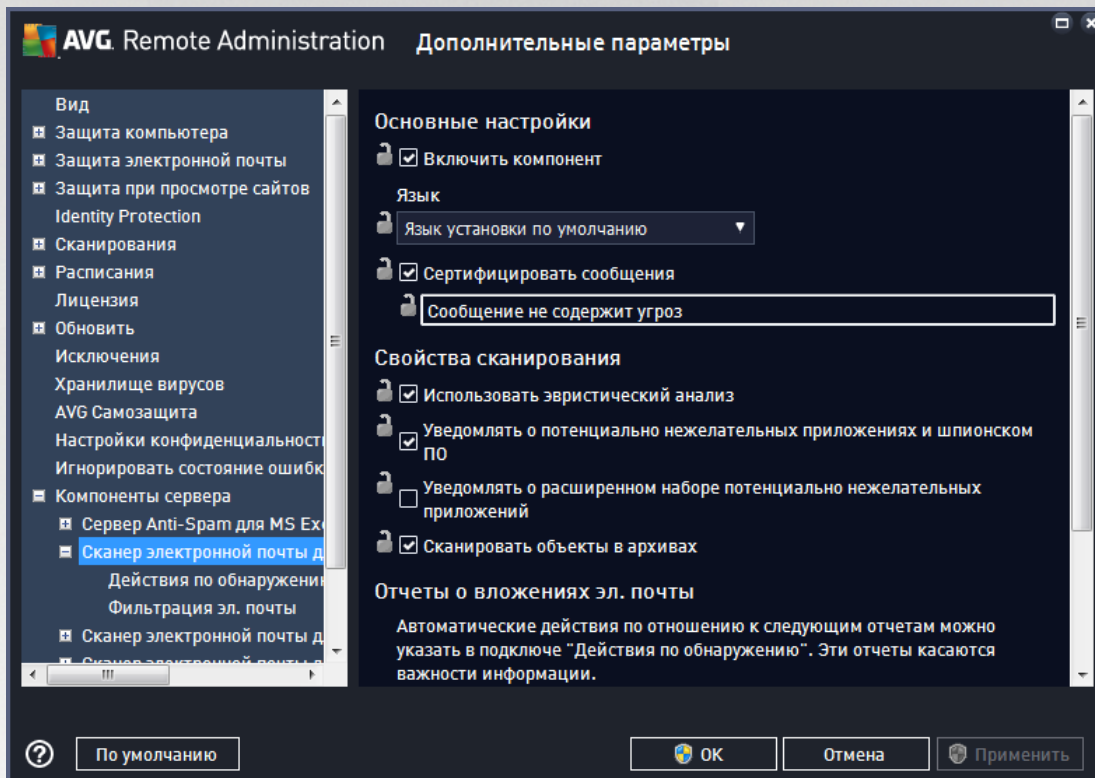 AVG. Remote Administration Дополнительные параметры
Вид
Защита компьютера
Защита электронной почты
Защита при просмотре сайтов
Identity Protection
Сканирования
Расписания
Лицензия
Обновить
Исключения
Хранилище вирусов
AVG Самозащита
Настройки конфиденциальност
Игнорировать состояние ошибк
Компоненты сервера
Сервер Anti-Spam для MS Ex
Сканер электронной почты д
Действия по обнаружени
Фильтрация эл. почты
Сканер электронной почты д
Сканер электронной почты д
Основные настройки
Включить компонент
Язык
Язык установки по умолчанию
Сертифицировать сообщения
Сообщение не содержит угроз
Свойства сканирования
Использовать эвристический анализ
Уведомлять о потенциально нежелательных приложениях и шпионском
ПО
Уведомлять о расширенном наборе потенциально нежелательных
приложений
Сканировать объекты в архивах
Отчеты о вложениях эл. почты
Автоматические действия по отношению к следующим отчетам можно
указать в подключе "Действия по обнаружению". Эти отчеты касаются
важности информации.
По умолчанию
ОК
Отмена
Применить